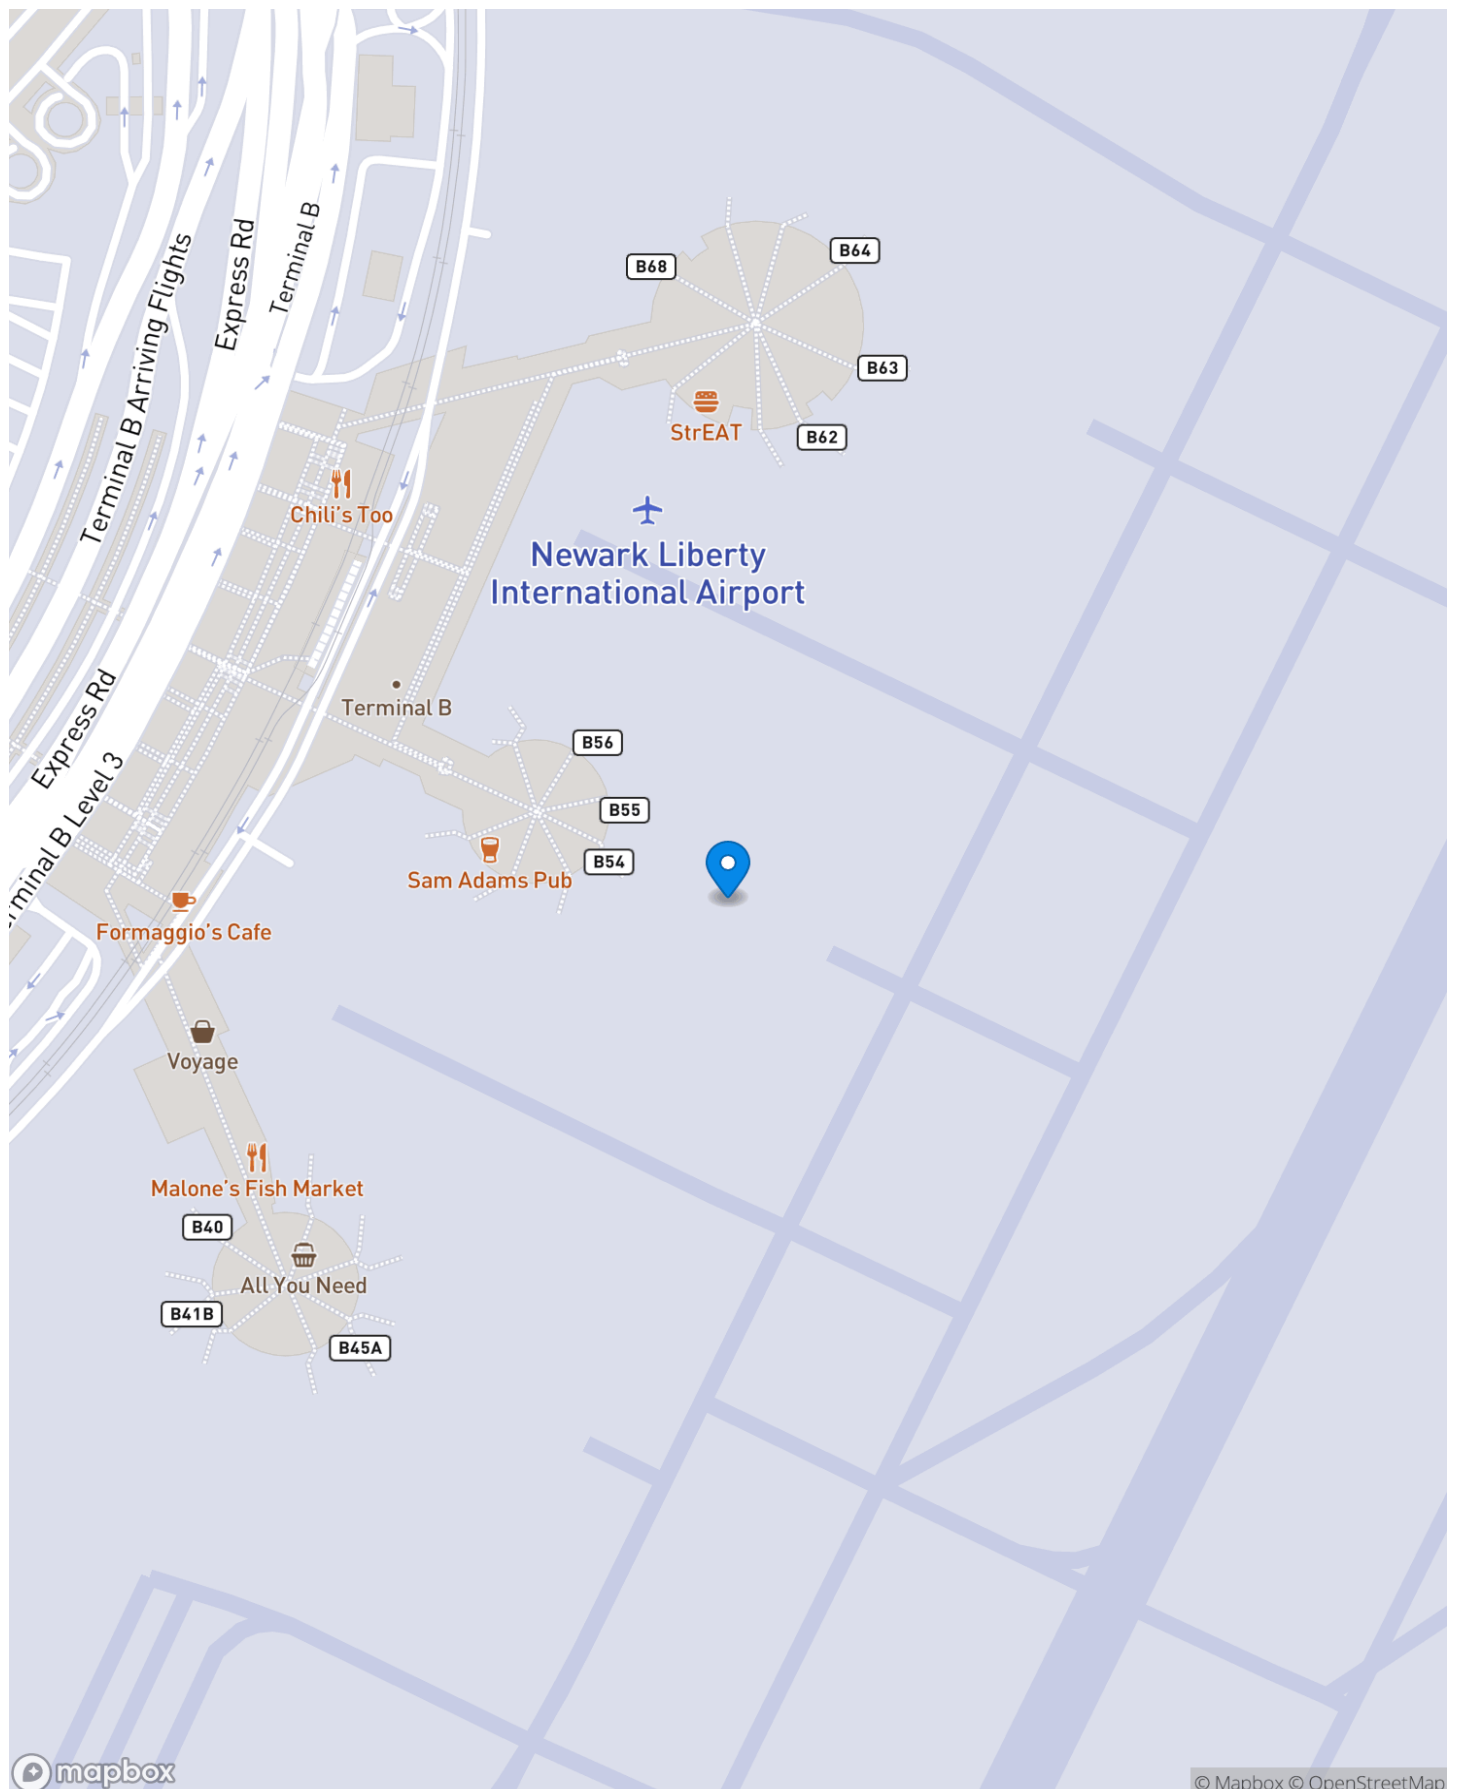 Terminal B Arriving Flights
Express Rd
Terminal B
B68
B64
B63
B62
StrEAT
Chili's Too
Newark Liberty
International Airport
Express Rd
Terminal B
B56
B55
B54
Sam Adams Pub
erminal B Level 3
Formaggio's Cafe
Voyage
Malone's Fish Market
B40
All You Need
B41B
B45A
mapbox
© Mapbox © OpenStreetMap